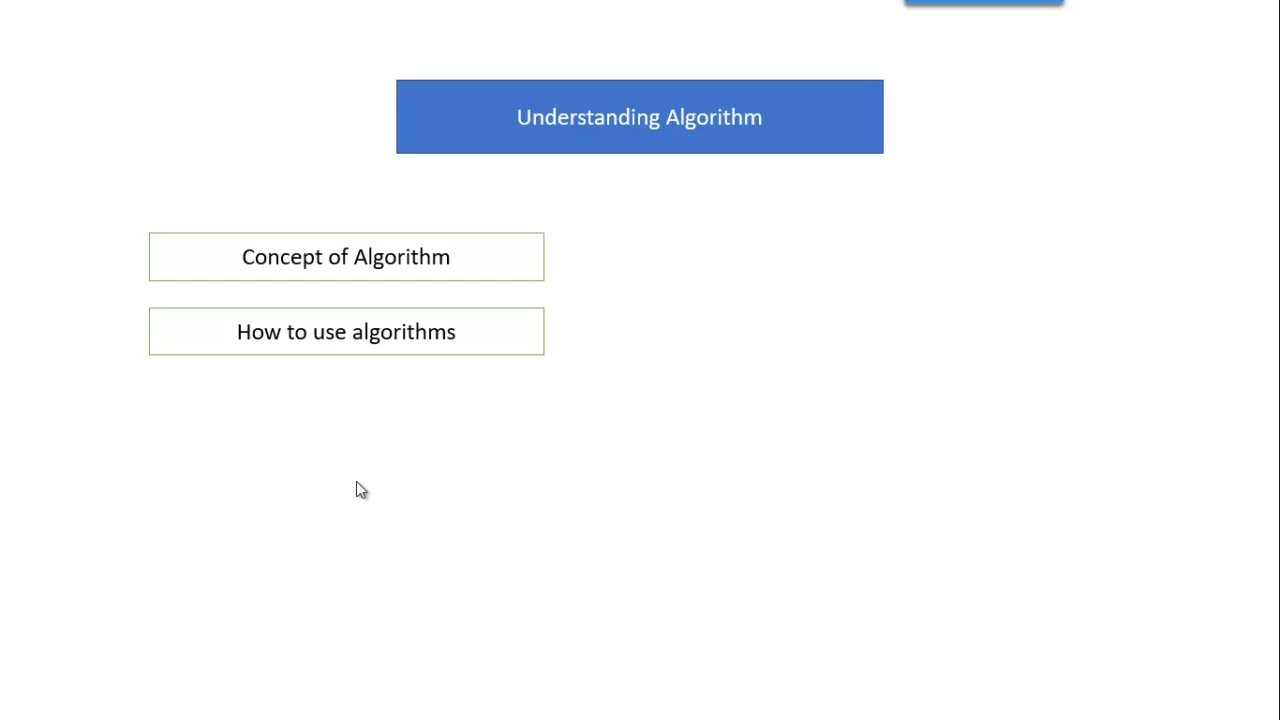 Understanding Algorithm
Concept of Algorithm
How to use algorithms